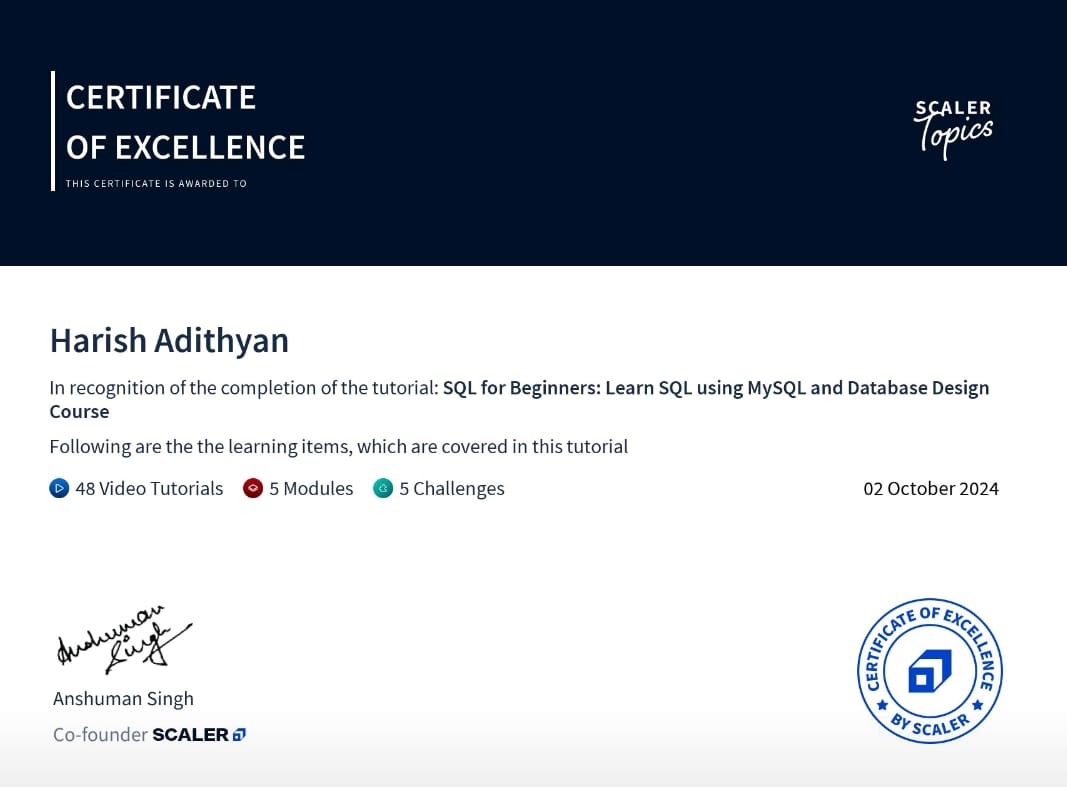 CERTIFICATE
OF EXCELLENCE
THIS CERTIFICATE IS AWARDED TO
SCALER
Topics
Harish Adithyan
In recognition of the completion of the tutorial: SQL for Beginners: Learn SQL using MySQL and Database Design
Course
Following are the the learning items, which are covered in this tutorial
48 Video Tutorials 5 Modules 5 Challenges
02 October 2024
Anshuman
Singh
Anshuman Singh
Co-founder SCALER
CERTIFICATE OF EXCELLENCE
BY SCALER